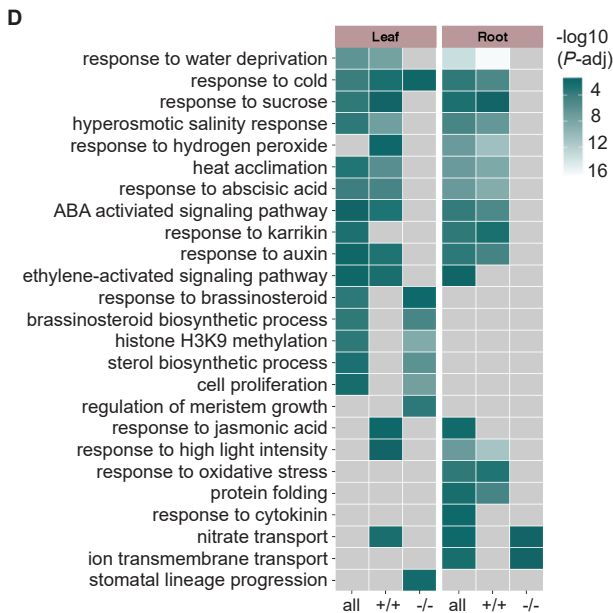 D
Leaf Root
-log10
(P-adj)
4
8
12
16
response to water deprivation
response to cold
response to sucrose
hyperosmotic salinity response
response to hydrogen peroxide
heat acclimation
response to abscisic acid
ABA activiated signaling pathway
response to karrikin
response to auxin
ethylene-activated signaling pathway
response to brassinosteroid
brassinosteroid biosynthetic process
histone H3K9 methylation
sterol biosynthetic process
cell proliferation
regulation of meristem growth
response to jasmonic acid
response to high light intensity
response to oxidative stress
protein folding
response to cytokinin
nitrate transport
ion transmembrane transport
stomatal lineage progression
all +/+ -/- all +/+ -/-